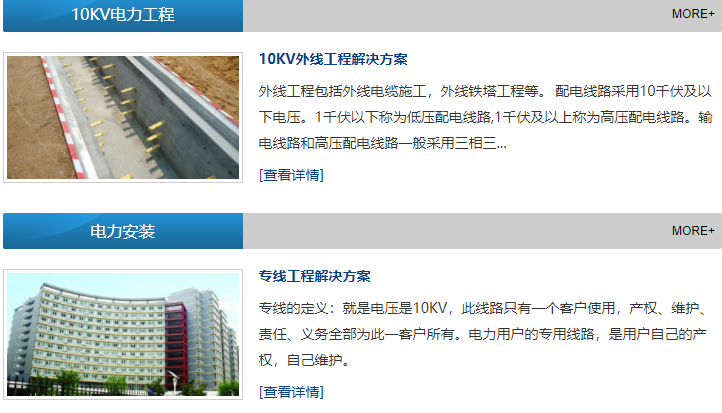 10KV电力工程
MORE+
10KV外线工程解决方案
外线工程包括外线电缆施工，外线铁塔工程等。 配电线路采用10千伏及以
下电压。1千伏以下称为低压配电线路,1千伏及以上称为高压配电线路。输
电线路和高压配电线路一般采用三相三...
[查看详情]
电力安装
MORE+
专线工程解决方案
专线的定义：就是电压是10KV，此线路只有一个客户使用，产权、维护、
责任、义务全部为此一客户所有。电力用户的专用线路，是用户自己的产
权，自己维护。
[查看详情]